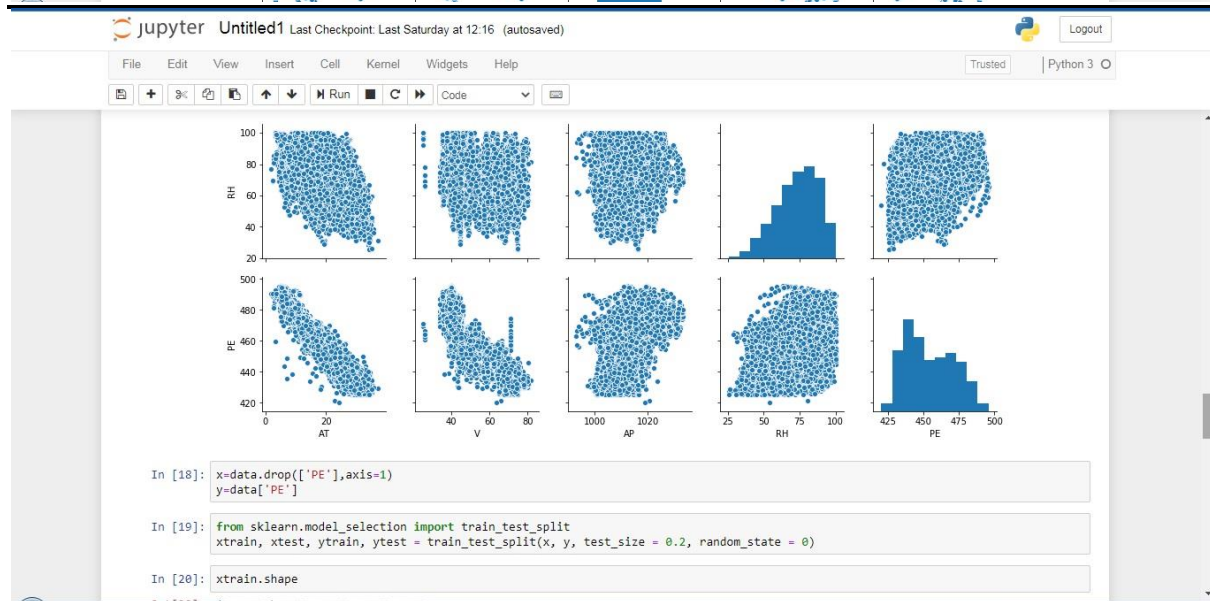 jupyter Untitled1 Last Checkpoint: Last Saturday at 12:16 (autosaved)
Logout
File Edit View Insert Cell Kernel Widgets Help
Trusted
Python 3
Run
Code
100
80
60
40
20
RH
500
480
460
440
420
PE
0 20
AT
40 60 80
V
1000 1020
AP
25 50 75 100
RH
425 450 475 500
PE
In [18]: x=data.drop(['PE'],axis=1)
y=data['PE']
In [19]: from sklearn.model_selection import train_test_split
xtrain, xtest, ytrain, ytest = train_test_split(x, y, test_size = 0.2, random_state = 0)
In [20]: xtrain.shape